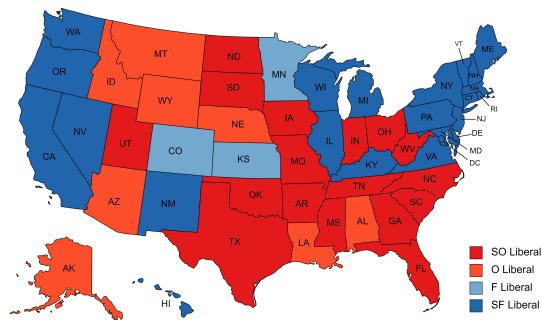 WA
OR
CA
NV
ID
MT
WY
UT
AZ
CO
NM
ND
SD
NE
KS
OK
TX
MN
IA
MO
AR
LA
WI
IL
MI
IN
OH
KY
TN
MS
AL
GA
FL
SC
NC
VA
WV
PA
NY
VT
NH
ME
MA
CT
RI
NJ
DE
MD
DC
AK
HI
SO Liberal
O Liberal
F Liberal
SF Liberal